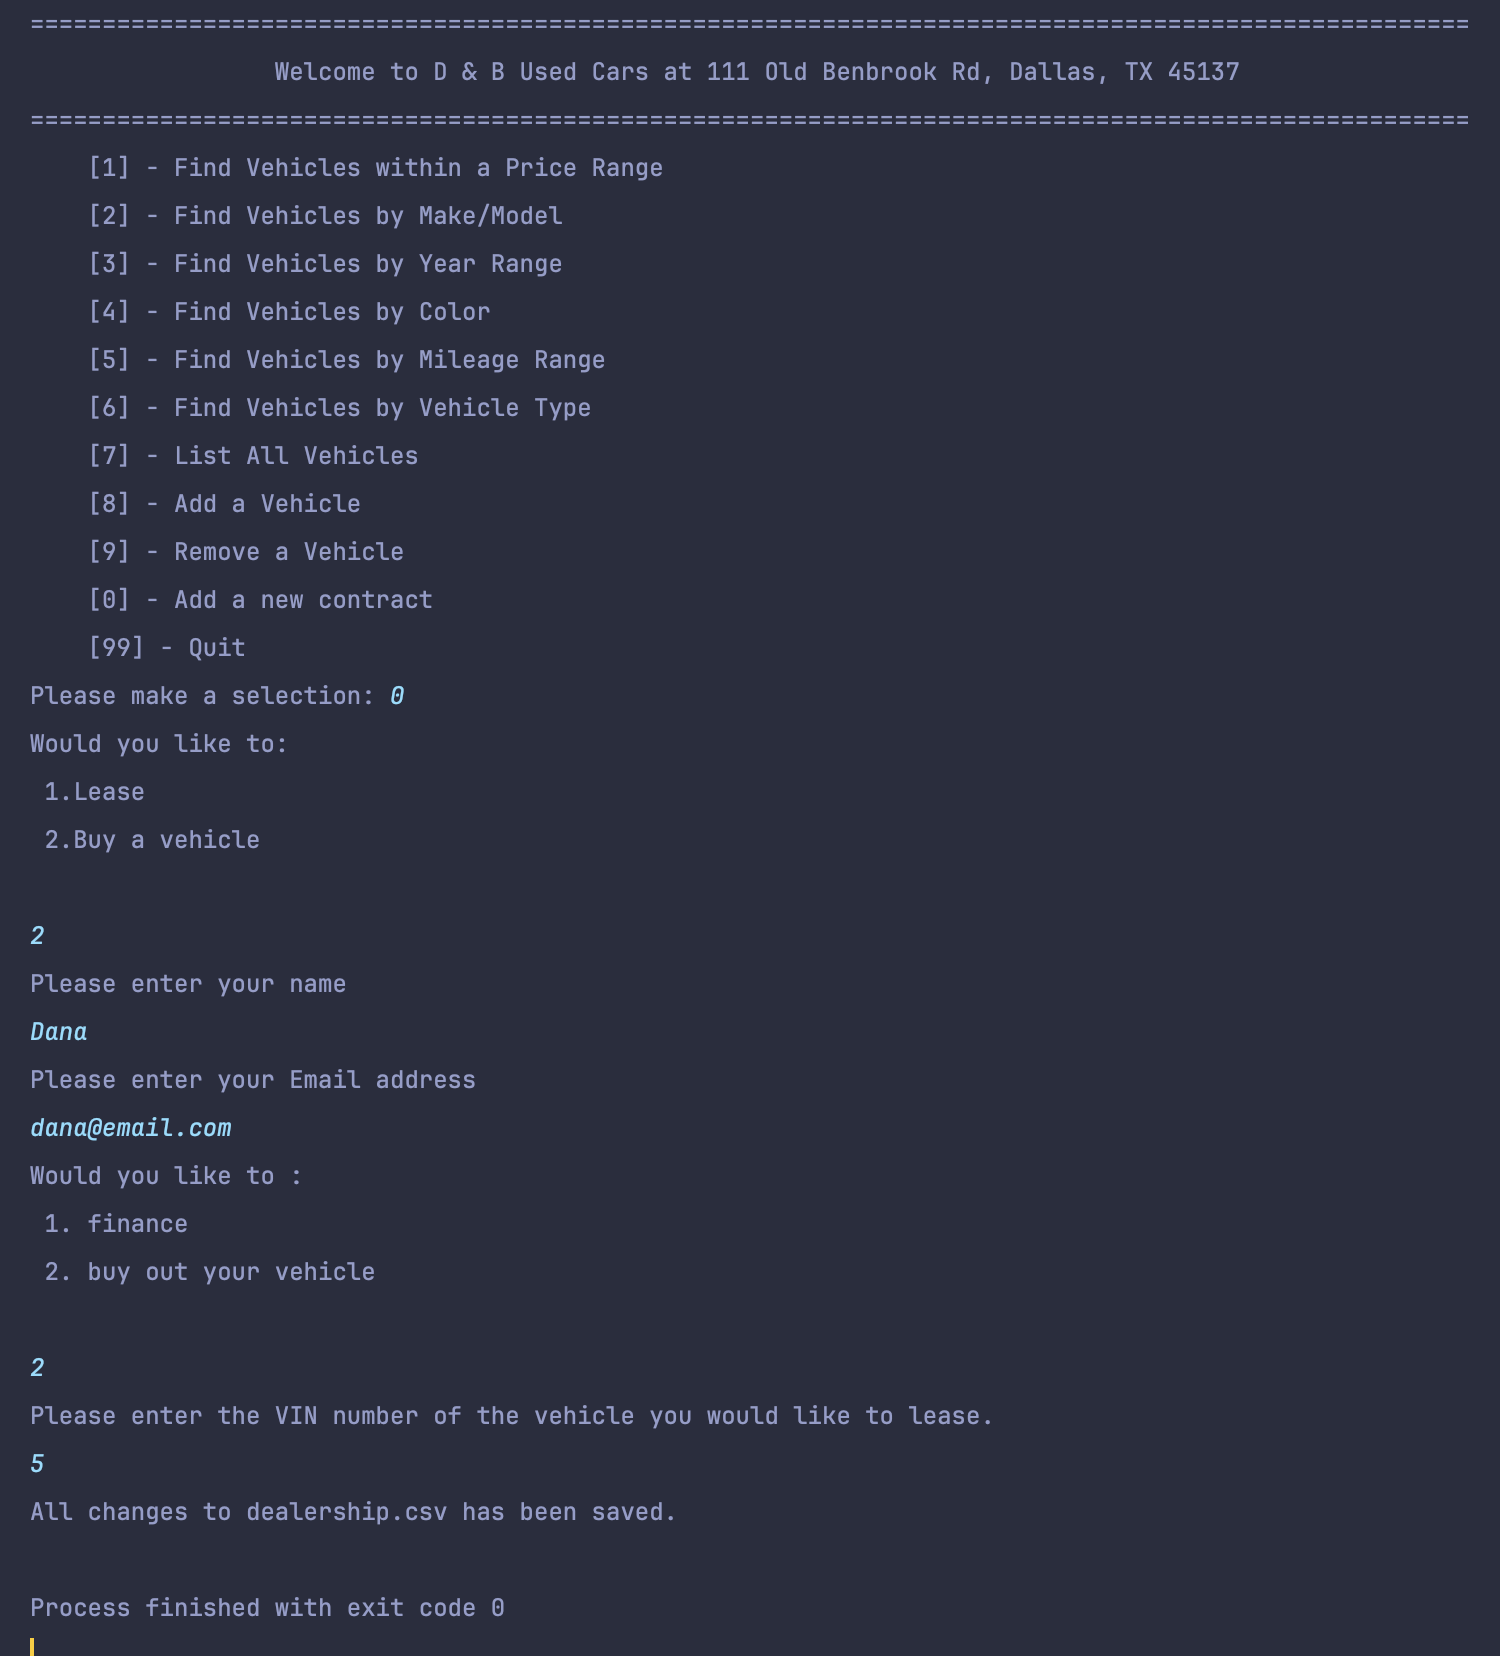 ====================================================================================================
Welcome to D & B Used Cars at 111 Old Benbrook Rd, Dallas, TX 45137
====================================================================================================
[1] - Find Vehicles within a Price Range
[2] - Find Vehicles by Make/Model
[3] - Find Vehicles by Year Range
[4] - Find Vehicles by Color
[5] - Find Vehicles by Mileage Range
[6] - Find Vehicles by Vehicle Type
[7] - List All Vehicles
[8] - Add a Vehicle
[9] - Remove a Vehicle
[0] - Add a new contract
[99] - Quit
Please make a selection: 0
Would you like to:
1.Lease
2.Buy a vehicle
2
Please enter your name
Dana
Please enter your Email address
dana@email.com
Would you like to :
1. finance
2. buy out your vehicle
2
Please enter the VIN number of the vehicle you would like to lease.
5
All changes to dealership.csv has been saved.
Process finished with exit code 0